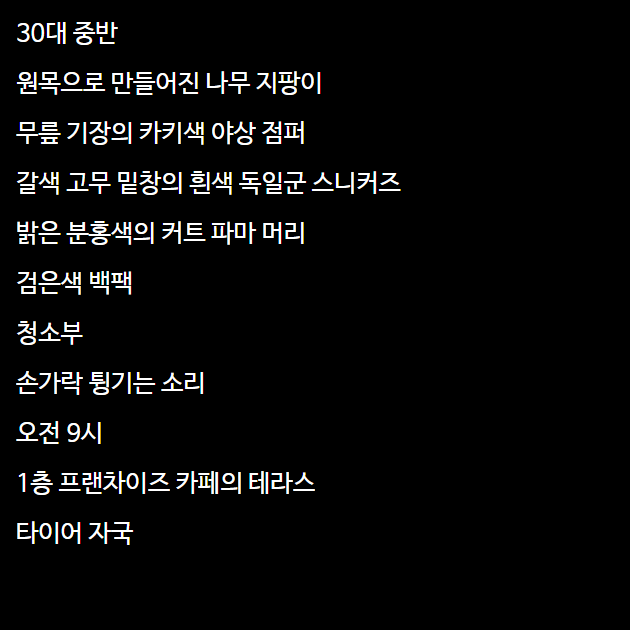 30대 중반
원목으로 만들어진 나무 지팡이
무릎 기장의 카키색 야상 점퍼
갈색 고무 밑창의 흰색 독일군 스니커즈
밝은 분홍색의 커트 파마 머리
검은색 백팩
청소부
손가락 튕기는 소리
오전 9시
1층 프랜차이즈 카페의 테라스
타이어 자국